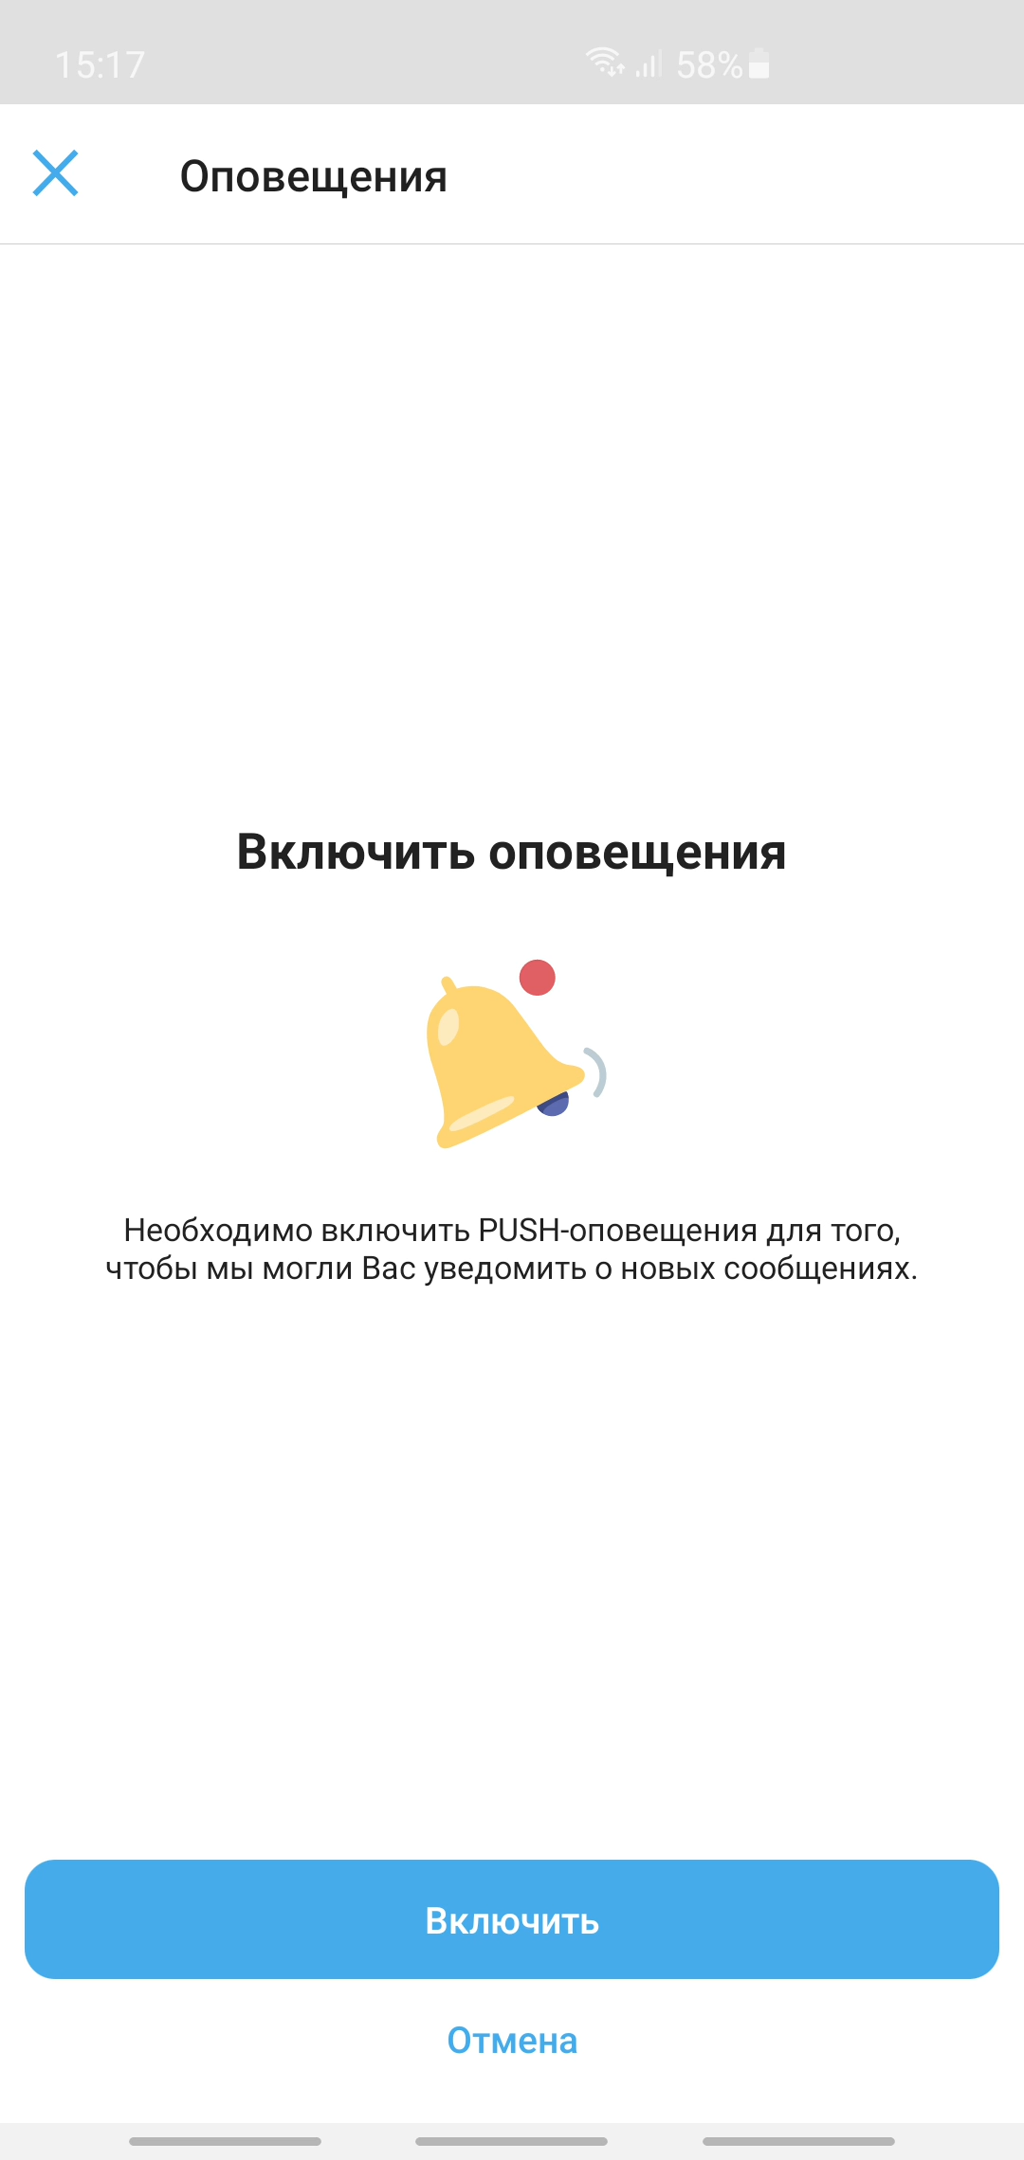 15:17
58%
Оповещения
Включить оповещения
Необходимо включить PUSH-оповещения для того,
чтобы мы могли Вас уведомить о новых сообщениях.
Включить
Отмена